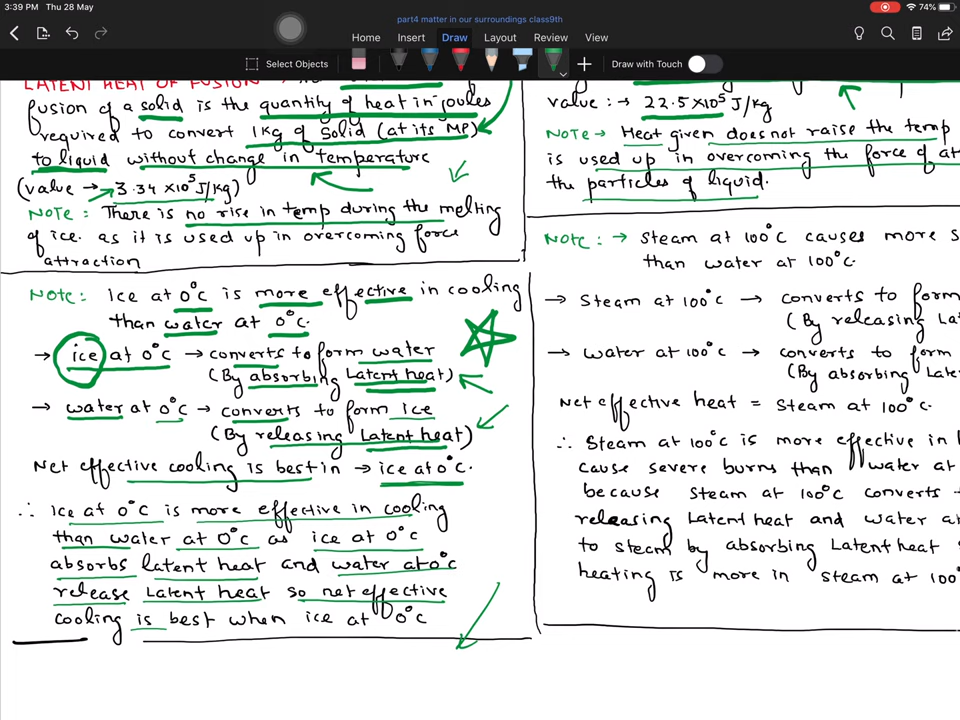 3:39 PM Thu 28 May
part4 matter in our surroundings class9th
74%
Home Insert Draw Layout Review View
Select Objects
Draw with Touch
LATENT HEAT OF FUSION
fusion of a solid is the quantity of heat in joules
required to convert 1kg of solid (at its MP)
to liquid without change in temperature
(value → 3.34 ×10⁵J/kg)
NOTE: There is no rise in temp during the melting
of ice. as it is used up in overcoming force
attraction
NOTE: Ice at 0°C is more effective in cooling
than water at 0°C.
→ ice at 0°C → converts to form water
(By absorbing Latent heat)
→ water at 0°C → converts to form ice
(By releasing Latent heat)
Net effective cooling is best in → ice at 0°C.
∴ Ice at 0°C is more effective in cooling
than water at 0°C as ice at 0°C
absorbs latent heat and water at 0°C
release latent heat so net effective
cooling is best when ice at 0°C
value: → 22.5×10⁵ J/kg
NOTE → Heat given does not raise the temp
is used up in overcoming the force of at
the particles of liquid.
NOTE: → Steam at 100°C causes more s
than water at 100°C.
→ Steam at 100°C → converts to form
(By releasing La
→ Water at 100°C → converts to form
(By absorbing Late
Net effective heat = Steam at 100°C.
∴ Steam at 100°C is more effective in h
cause severe burns than water at
because steam at 100°C converts t
releasing Latent heat and water a
to steam by absorbing Latent heat s
heating is more in steam at 100°